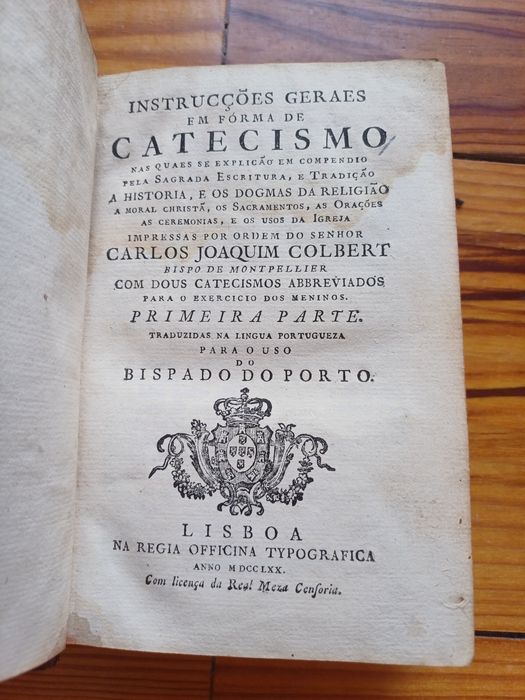 INSTRUCÇÕES GERAES
EM FÓRMA DE
CATECISMO
NAS QUAES SE EXPLICÃO EM COMPENDIO
PELA SAGRADA ESCRITURA, E TRADIÇÃO
A HISTORIA, E OS DOGMAS DA RELIGIÃO
A MORAL CHRISTÃ, OS SACRAMENTOS, AS ORAÇÕES
AS CEREMONIAS, E OS USOS DA IGREJA
IMPRESSAS POR ORDEM DO SENHOR
CARLOS JOAQUIM COLBERT
BISPO DE MONTPELLIER
COM DOUS CATECISMOS ABBREVIADOS
PARA O EXERCICIO DOS MENINOS.
PRIMEIRA PARTE.
TRADUZIDAS NA LINGUA PORTUGUEZA
PARA O USO
DO
BISPADO DO PORTO.
LISBOA
NA REGIA OFFICINA TYPOGRAFICA
ANNO MDCCLXX.
Com licença da Real Meza Censoria.